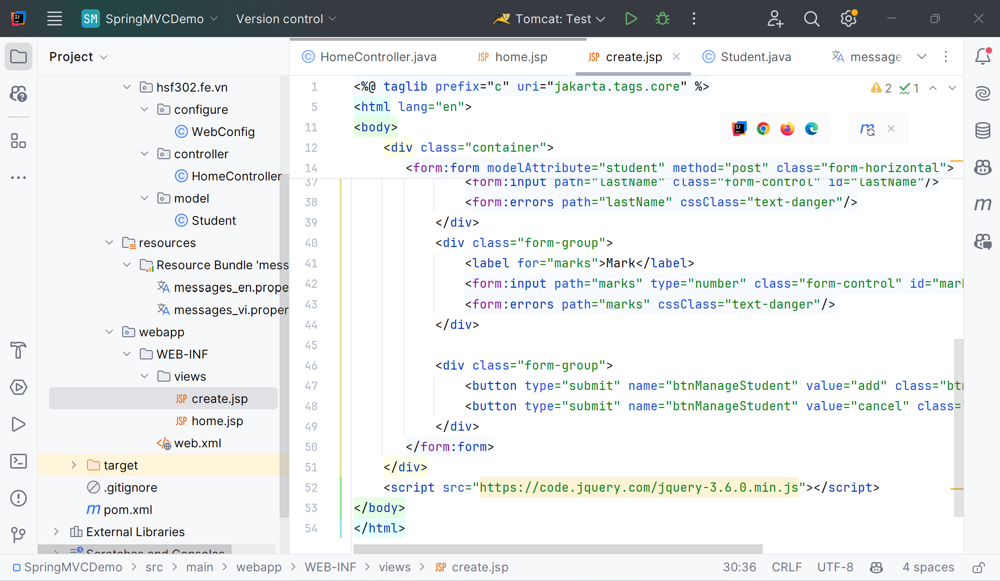 SM SpringMVCDemo Version control Tomcat: Test
Project
HomeController.java JSP home.jsp JSP create.jsp Student.java message
hsf302.fe.vn
configure
WebConfig
controller
HomeController
model
Student
resources
Resource Bundle 'mess
messages_en.prope
messages_vi.proper
webapp
WEB-INF
views
JSP create.jsp
JSP home.jsp
web.xml
target
.gitignore
m pom.xml
External Libraries
Scratches and Consoles
2 1
1 <%@ taglib prefix="c" uri="jakarta.tags.core" %>
5 <html lang="en">
11 <body>
12 <div class="container">
14 <form:form modelAttribute="student" method="post" class="form-horizontal">
37 <form:input path="lastName" class="form-control" id="lastName"/>
38 <form:errors path="lastName" cssClass="text-danger"/>
39 </div>
40 <div class="form-group">
41 <label for="marks">Mark</label>
42 <form:input path="marks" type="number" class="form-control" id="mark
43 <form:errors path="marks" cssClass="text-danger"/>
44 </div>
45
46 <div class="form-group">
47 <button type="submit" name="btnManageStudent" value="add" class="btn
48 <button type="submit" name="btnManageStudent" value="cancel" class="
49 </div>
50 </form:form>
51 </div>
52 <script src="https://code.jquery.com/jquery-3.6.0.min.js"></script>
53 </body>
54 </html>
SpringMVCDemo > src > main > webapp > WEB-INF > views > JSP create.jsp 30:36 CRLF UTF-8 4 spaces